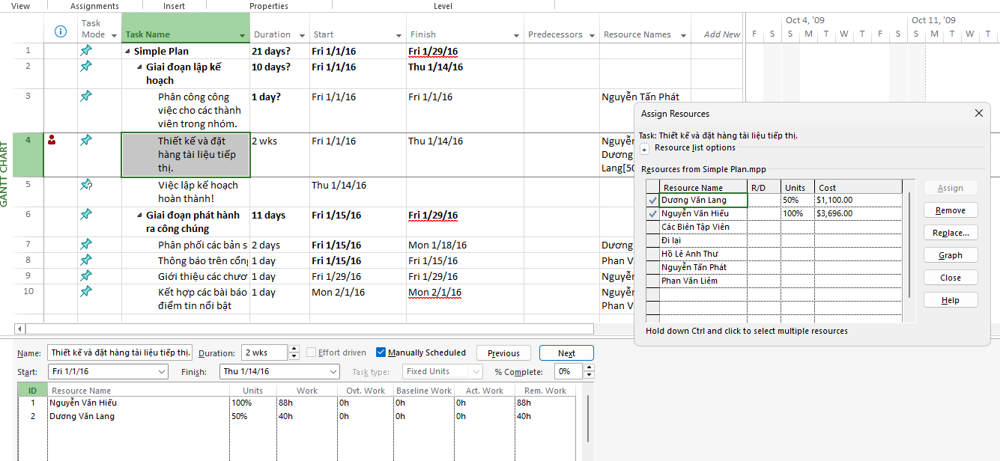 View Assignments Insert Properties Level
Task Mode Task Name Duration Start Finish Predecessors Resource Names Add New
Oct 4, '09 Oct 11, '09
F S S M T W T F S S M T W T
GANTT CHART
1 Simple Plan 21 days? Fri 1/1/16 Fri 1/29/16
2 Giai đoạn lập kế 10 days? Fri 1/1/16 Thu 1/14/16
hoạch
3 Phân công công 1 day? Fri 1/1/16 Fri 1/1/16 Nguyễn Tấn Phát
việc cho các thành
viên trong nhóm.
4 Thiết kế và đặt 2 wks Fri 1/1/16 Thu 1/14/16 Nguyễn
hàng tài liệu tiếp Dương
thị. Lang[50
5 Việc lập kế hoạch Thu 1/14/16
hoàn thành!
6 Giai đoạn phát hành 11 days Fri 1/15/16 Fri 1/29/16
ra công chúng
7 Phân phối các bản s 2 days Fri 1/15/16 Mon 1/18/16 Dương
8 Thông báo trên cổng 1 day Fri 1/15/16 Fri 1/15/16 Phan V
9 Giới thiệu các chươ 1 day Fri 1/29/16 Fri 1/29/16 Nguyễn
10 Kết hợp các bài báo 1 day Mon 2/1/16 Mon 2/1/16 Nguyễn
điểm tin nổi bật Phan V
Assign Resources
Task: Thiết kế và đặt hàng tài liệu tiếp thị.
+ Resource list options
Resources from Simple Plan.mpp
Resource Name R/D Units Cost
Dương Văn Lang 50% $1,100.00
Nguyễn Văn Hiếu 100% $3,696.00
Các Biên Tập Viên
Đi lại
Hồ Lê Anh Thư
Nguyễn Tấn Phát
Phan Văn Liêm
Assign
Remove
Replace...
Graph
Close
Help
Hold down Ctrl and click to select multiple resources
Name: Thiết kế và đặt hàng tài liệu tiếp thị. Duration: 2 wks Effort driven Manually Scheduled Previous Next
Start: Fri 1/1/16 Finish: Thu 1/14/16 Task type: Fixed Units % Complete: 0%
ID Resource Name Units Work Ovt. Work Baseline Work Act. Work Rem. Work
1 Nguyễn Văn Hiếu 100% 88h 0h 0h 0h 88h
2 Dương Văn Lang 50% 40h 0h 0h 0h 40h